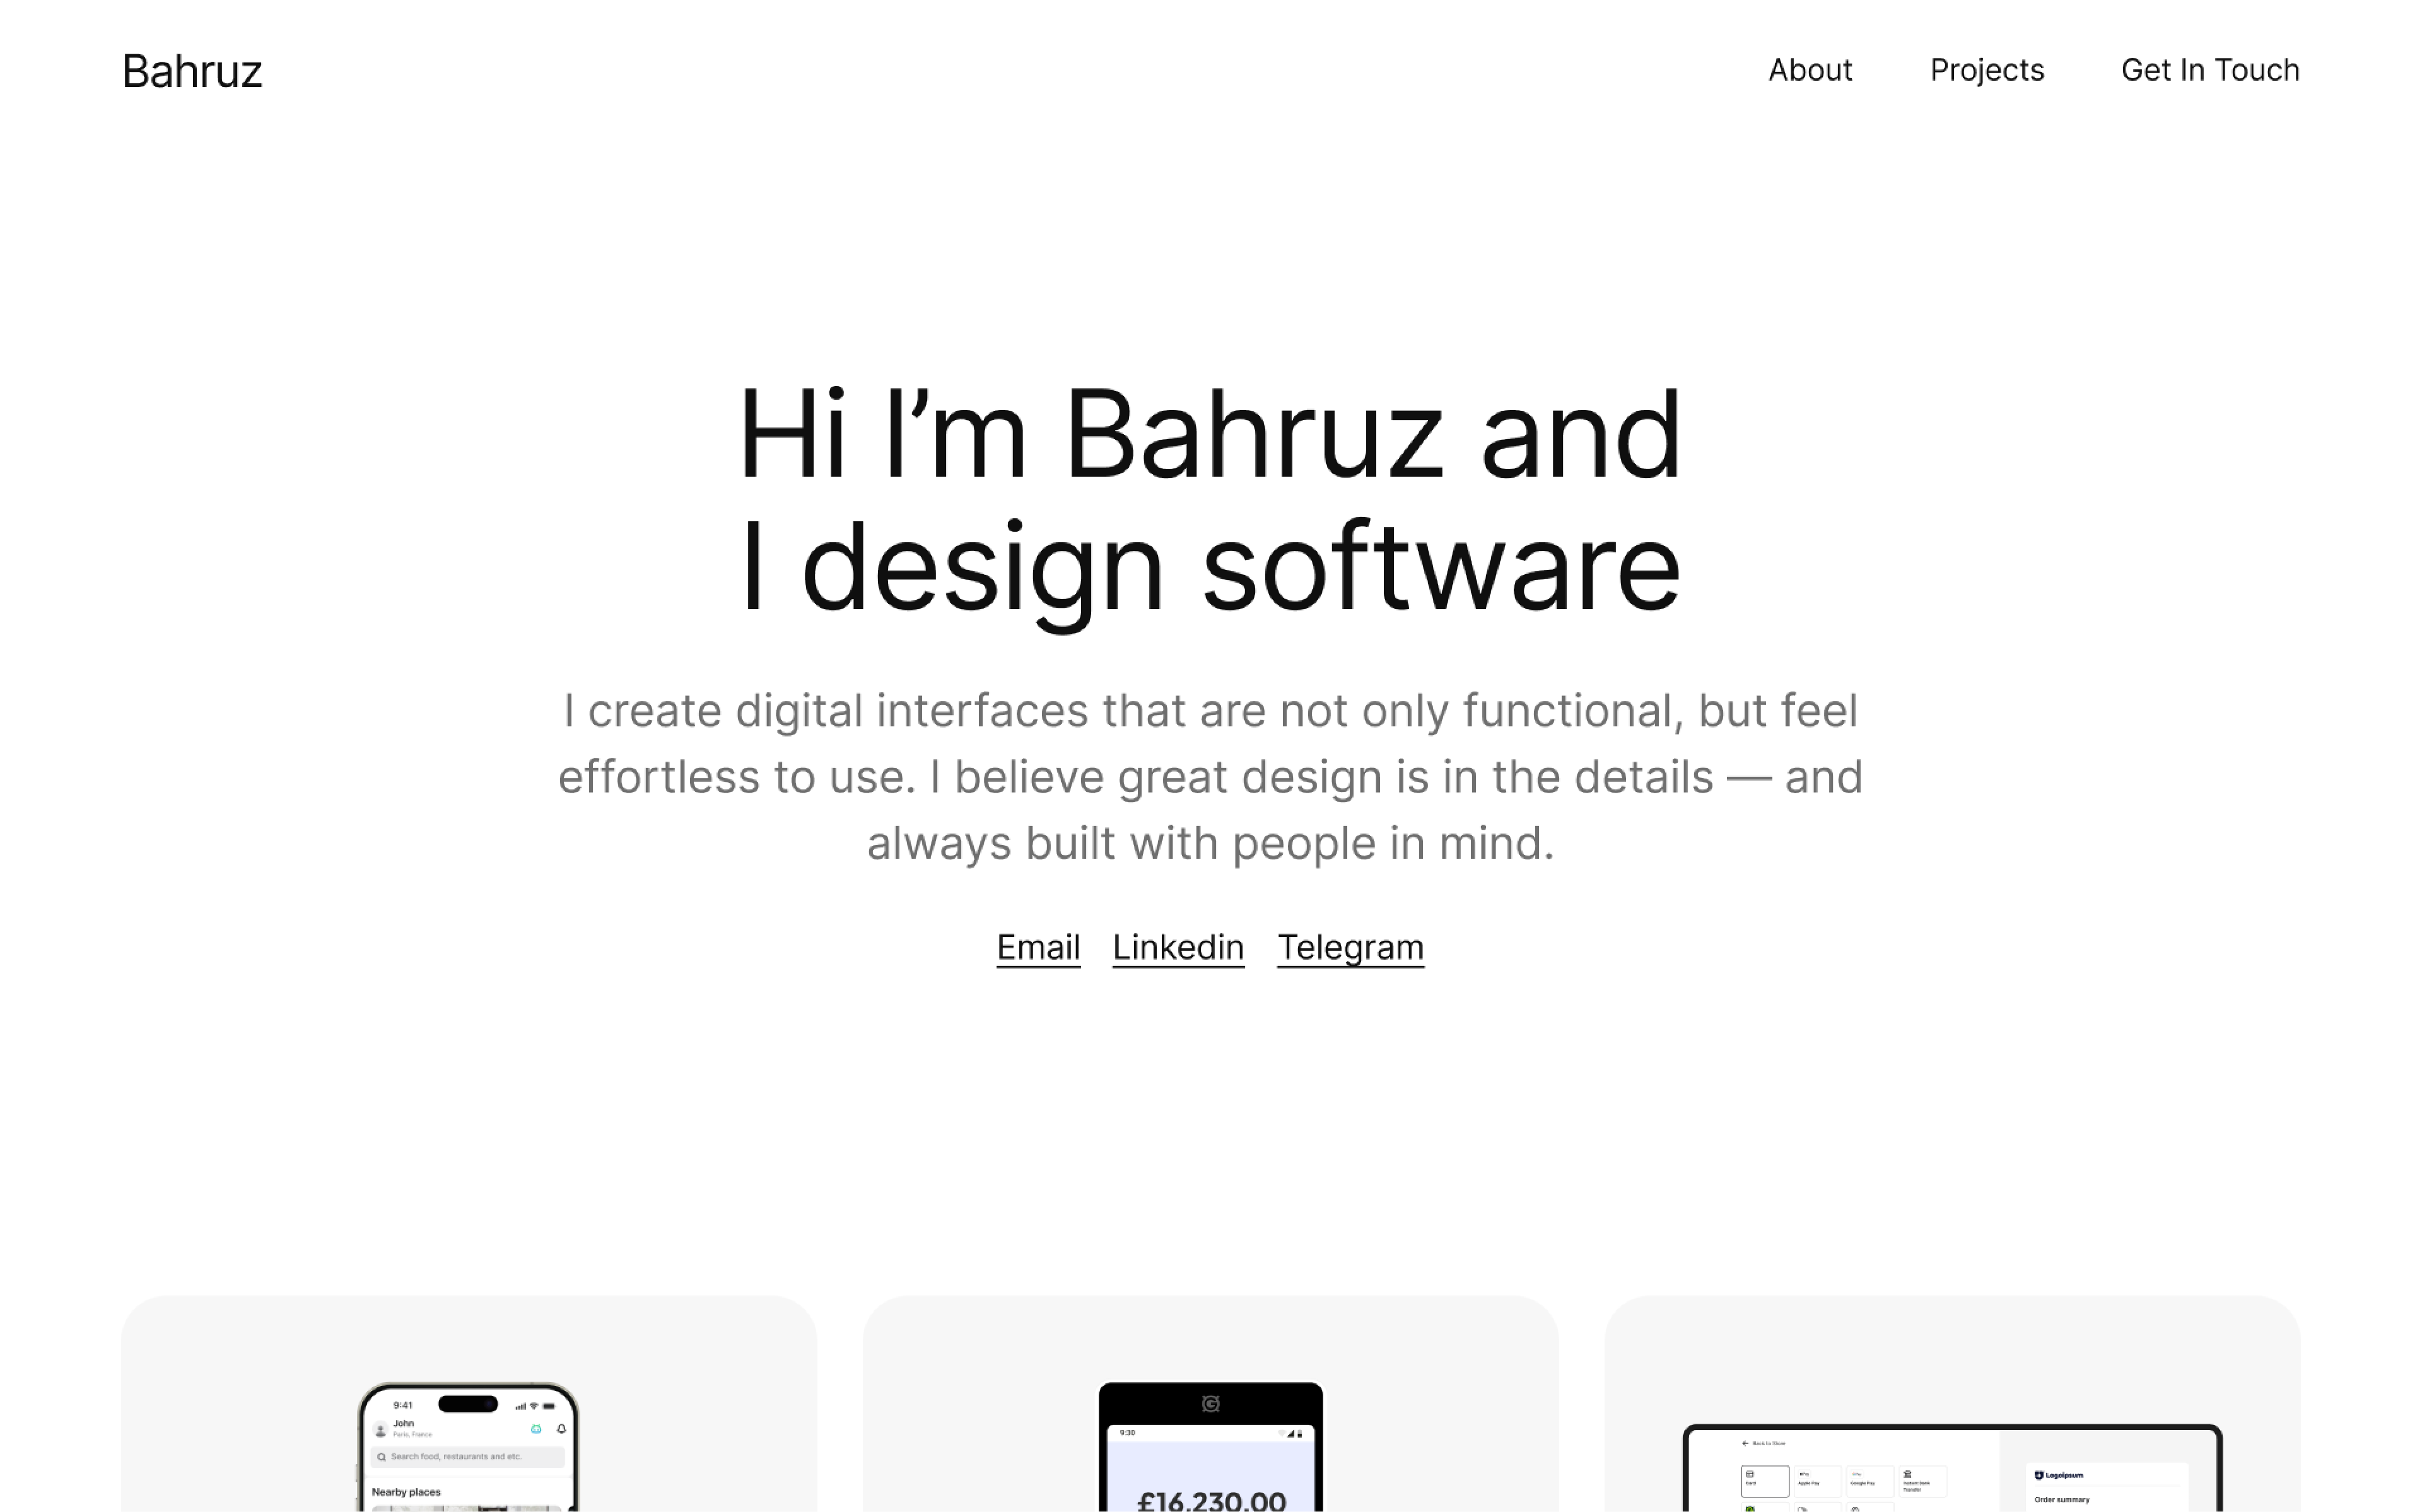 Bahruz
About Projects Get In Touch
Hi I’m Bahruz and
I design software
I create digital interfaces that are not only functional, but feel
effortless to use. I believe great design is in the details — and
always built with people in mind.
Email Linkedin Telegram
9:41
John
Paris, France
Search food, restaurants and etc.
Nearby places
9:30
£16,230.00
Back to Store
Card
Apple Pay
Google Pay
Instant Bank
Transfer
Logoipsum
Order summary